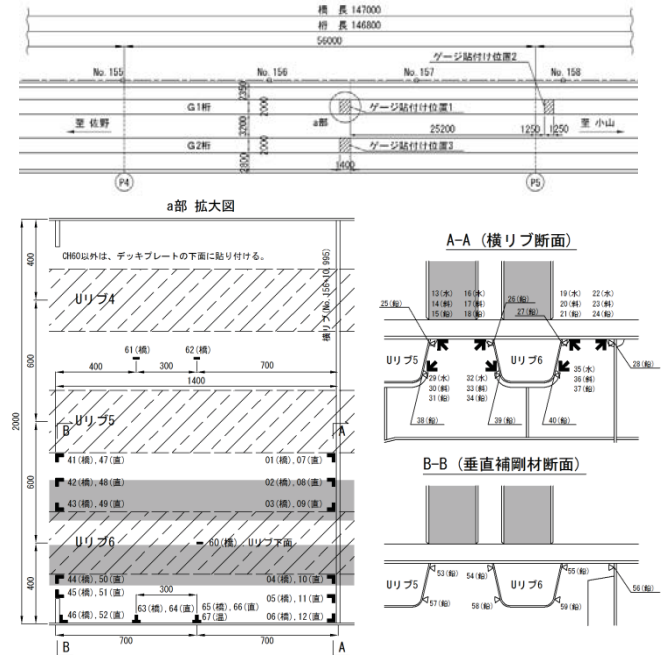 橋 長 147000
桁 長 146800
56000
ゲージ貼付け位置2
No. 155
No. 156
No. 157
No. 158
2350
G1桁
2000
ゲージ貼付け位置1
至 佐野
3200
a部
25200
1250
1250
至 小山
G2桁
2000
ゲージ貼付け位置3
2800
1400
P4
P5
a部 拡大図
CH60以外は、デッキプレートの下面に貼り付ける。
400
600
2000
600
400
Uリブ4
横リブ(No.156+10.995)
61(橋)
62(橋)
400
300
700
1400
Uリブ5
B
A
41(橋),47(直)
01(橋),07(直)
42(橋),48(直)
02(橋),08(直)
43(橋),49(直)
03(橋),09(直)
Uリブ6
60(橋), Uリブ下面
44(橋),50(直)
04(橋),10(直)
45(橋),51(直)
300
05(橋),11(直)
63(橋),64(直)
65(橋),66(直)
67(温)
46(橋),52(直)
06(橋),12(直)
700
700
B
A
A-A (横リブ断面)
13(水)
16(水)
19(水)
22(水)
14(斜)
17(斜)
20(斜)
23(斜)
15(鉛)
18(鉛)
21(鉛)
24(鉛)
25(鉛)
26(鉛)
27(鉛)
28(鉛)
Uリブ5
Uリブ6
29(水)
32(水)
35(水)
30(斜)
33(斜)
36(斜)
31(鉛)
34(鉛)
37(鉛)
38(鉛)
39(鉛)
40(鉛)
B-B (垂直補剛材断面)
Uリブ5
53(鉛)
54(鉛)
Uリブ6
55(鉛)
56(鉛)
57(鉛)
58(鉛)
59(鉛)